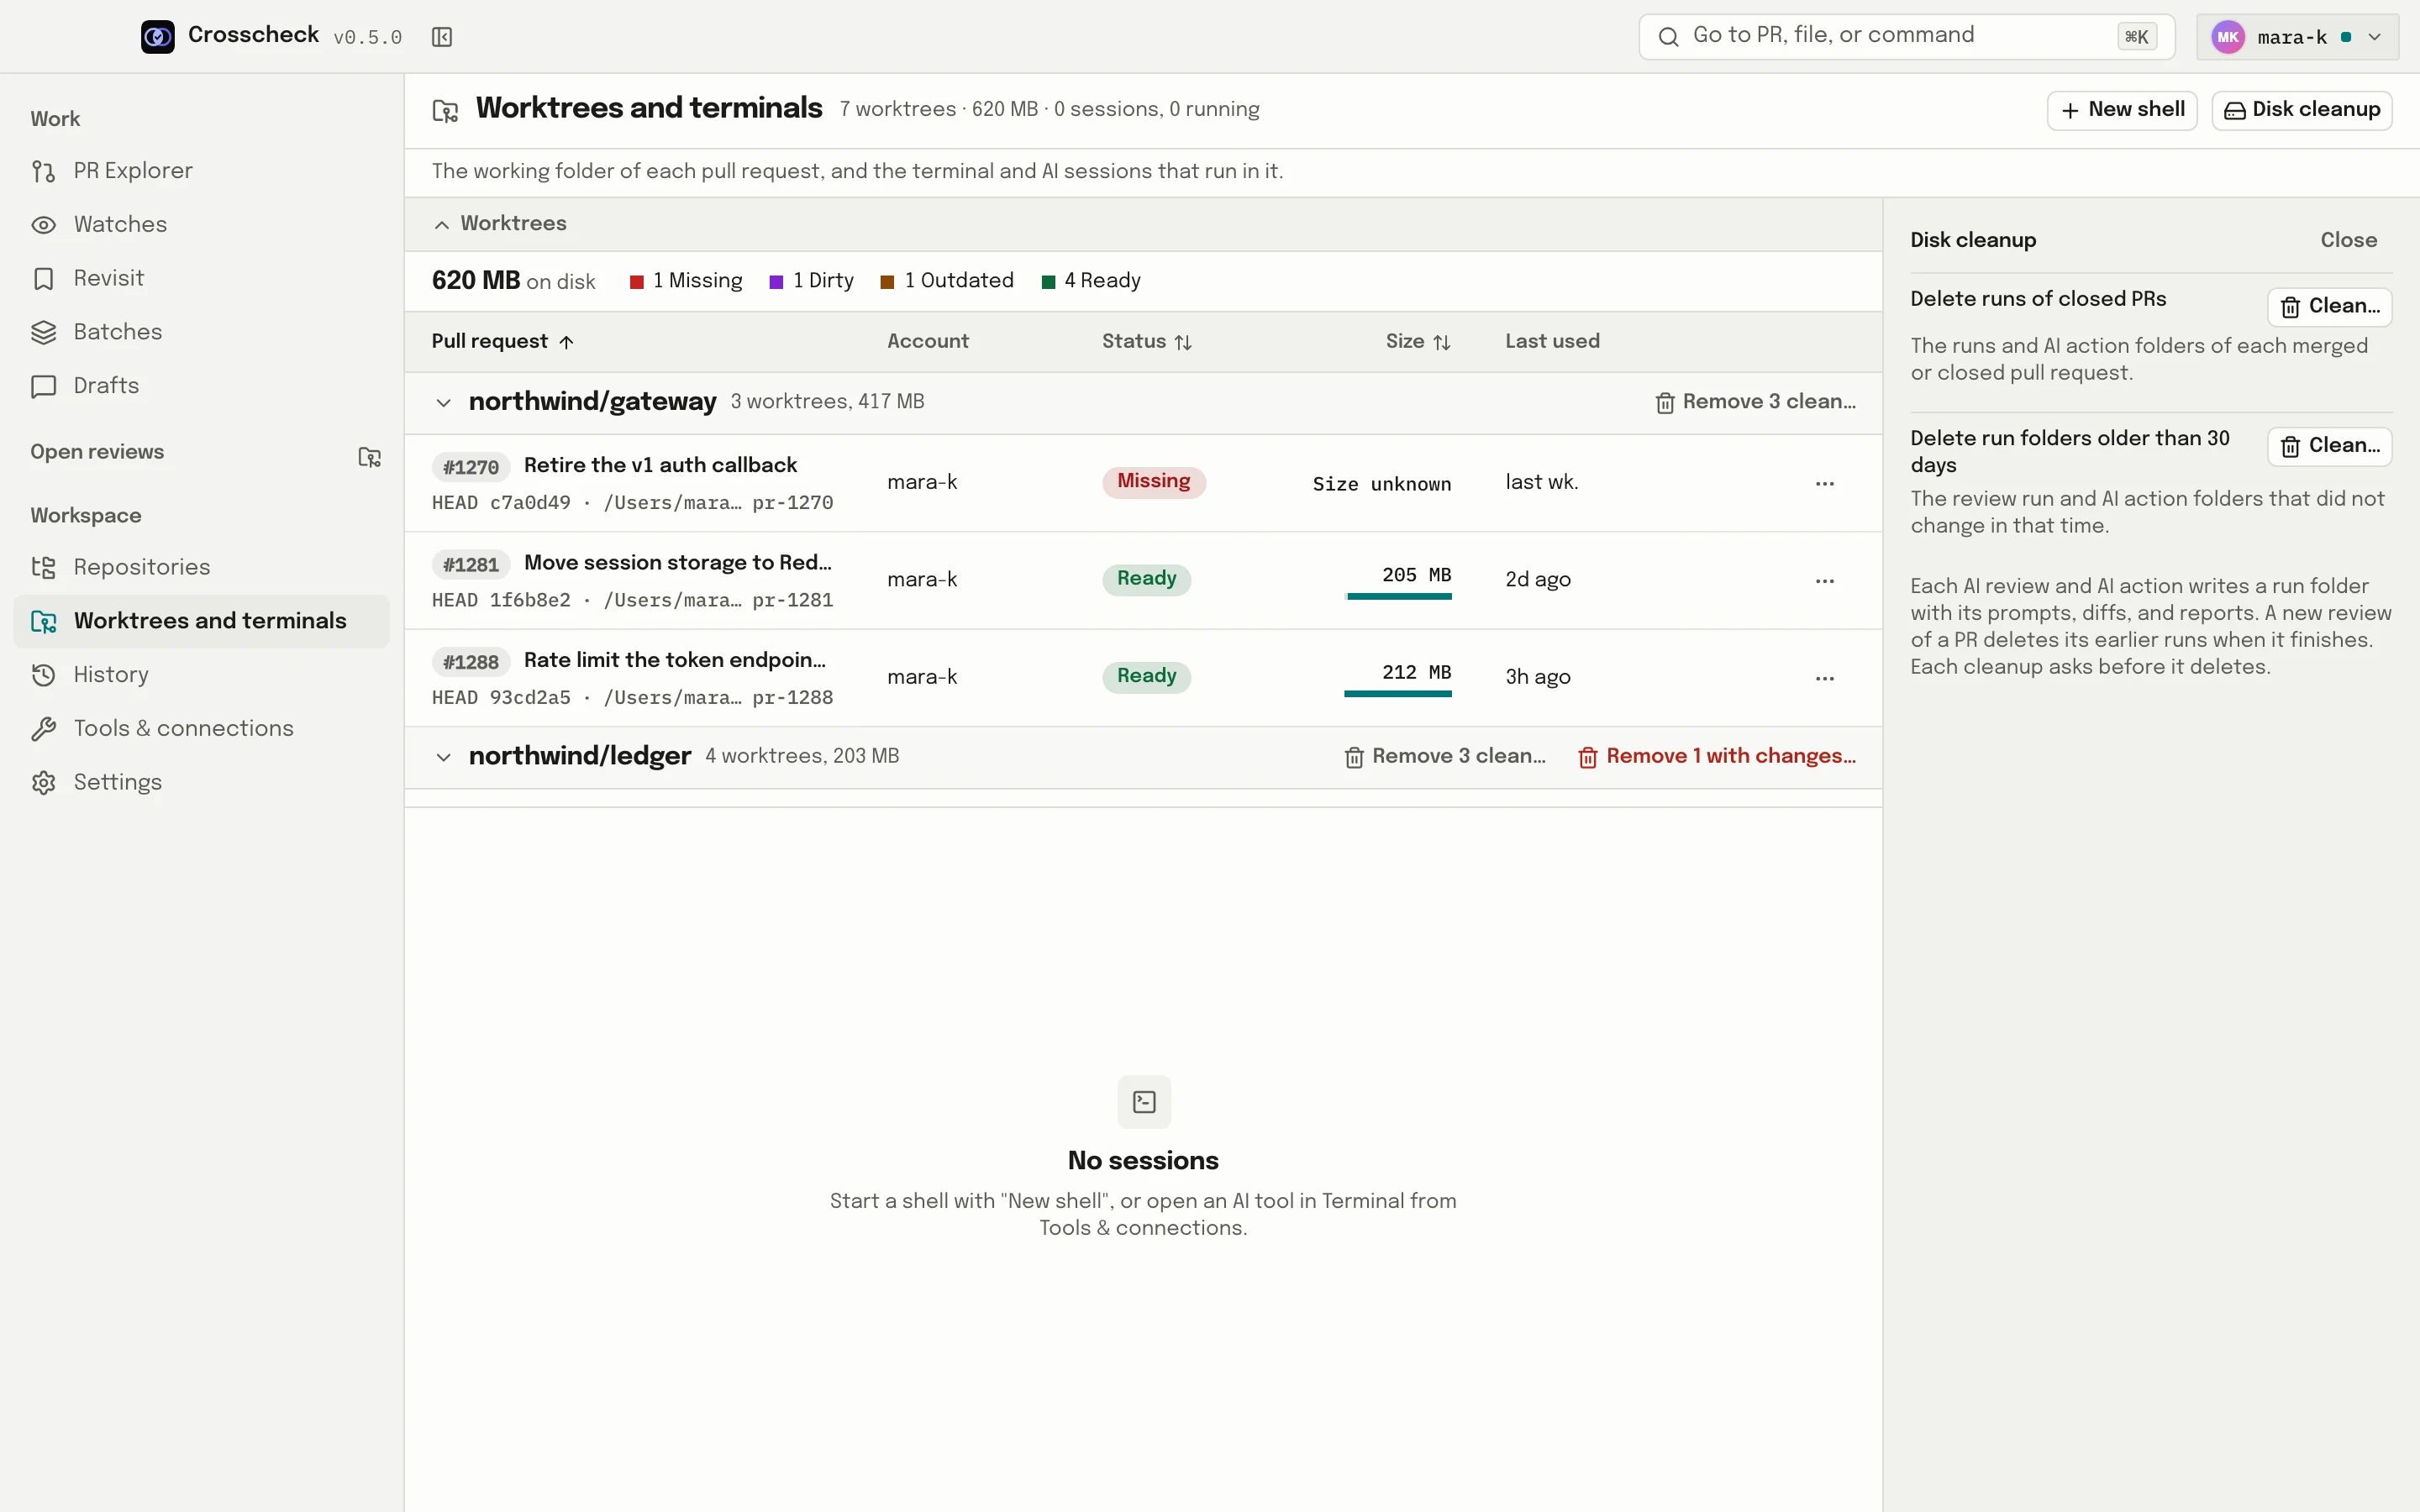 Crosscheck v0.5.0
Go to PR, file, or command ⌘K
MK mara-k
Work
PR Explorer
Watches
Revisit
Batches
Drafts
Open reviews
Workspace
Repositories
Worktrees and terminals
History
Tools & connections
Settings
Worktrees and terminals 7 worktrees · 620 MB · 0 sessions, 0 running
New shell
Disk cleanup
The working folder of each pull request, and the terminal and AI sessions that run in it.
Worktrees
620 MB on disk 1 Missing 1 Dirty 1 Outdated 4 Ready
Pull request Account Status Size Last used
northwind/gateway 3 worktrees, 417 MB Remove 3 clean…
#1270 Retire the v1 auth callback
HEAD c7a0d49 · /Users/mara… pr-1270
mara-k Missing Size unknown last wk.
#1281 Move session storage to Red…
HEAD 1f6b8e2 · /Users/mara… pr-1281
mara-k Ready 205 MB 2d ago
#1288 Rate limit the token endpoin…
HEAD 93cd2a5 · /Users/mara… pr-1288
mara-k Ready 212 MB 3h ago
northwind/ledger 4 worktrees, 203 MB Remove 3 clean… Remove 1 with changes…
No sessions
Start a shell with "New shell", or open an AI tool in Terminal from
Tools & connections.
Disk cleanup Close
Delete runs of closed PRs Clean…
The runs and AI action folders of each merged
or closed pull request.
Delete run folders older than 30
days
Clean…
The review run and AI action folders that did not
change in that time.
Each AI review and AI action writes a run folder
with its prompts, diffs, and reports. A new review
of a PR deletes its earlier runs when it finishes.
Each cleanup asks before it deletes.